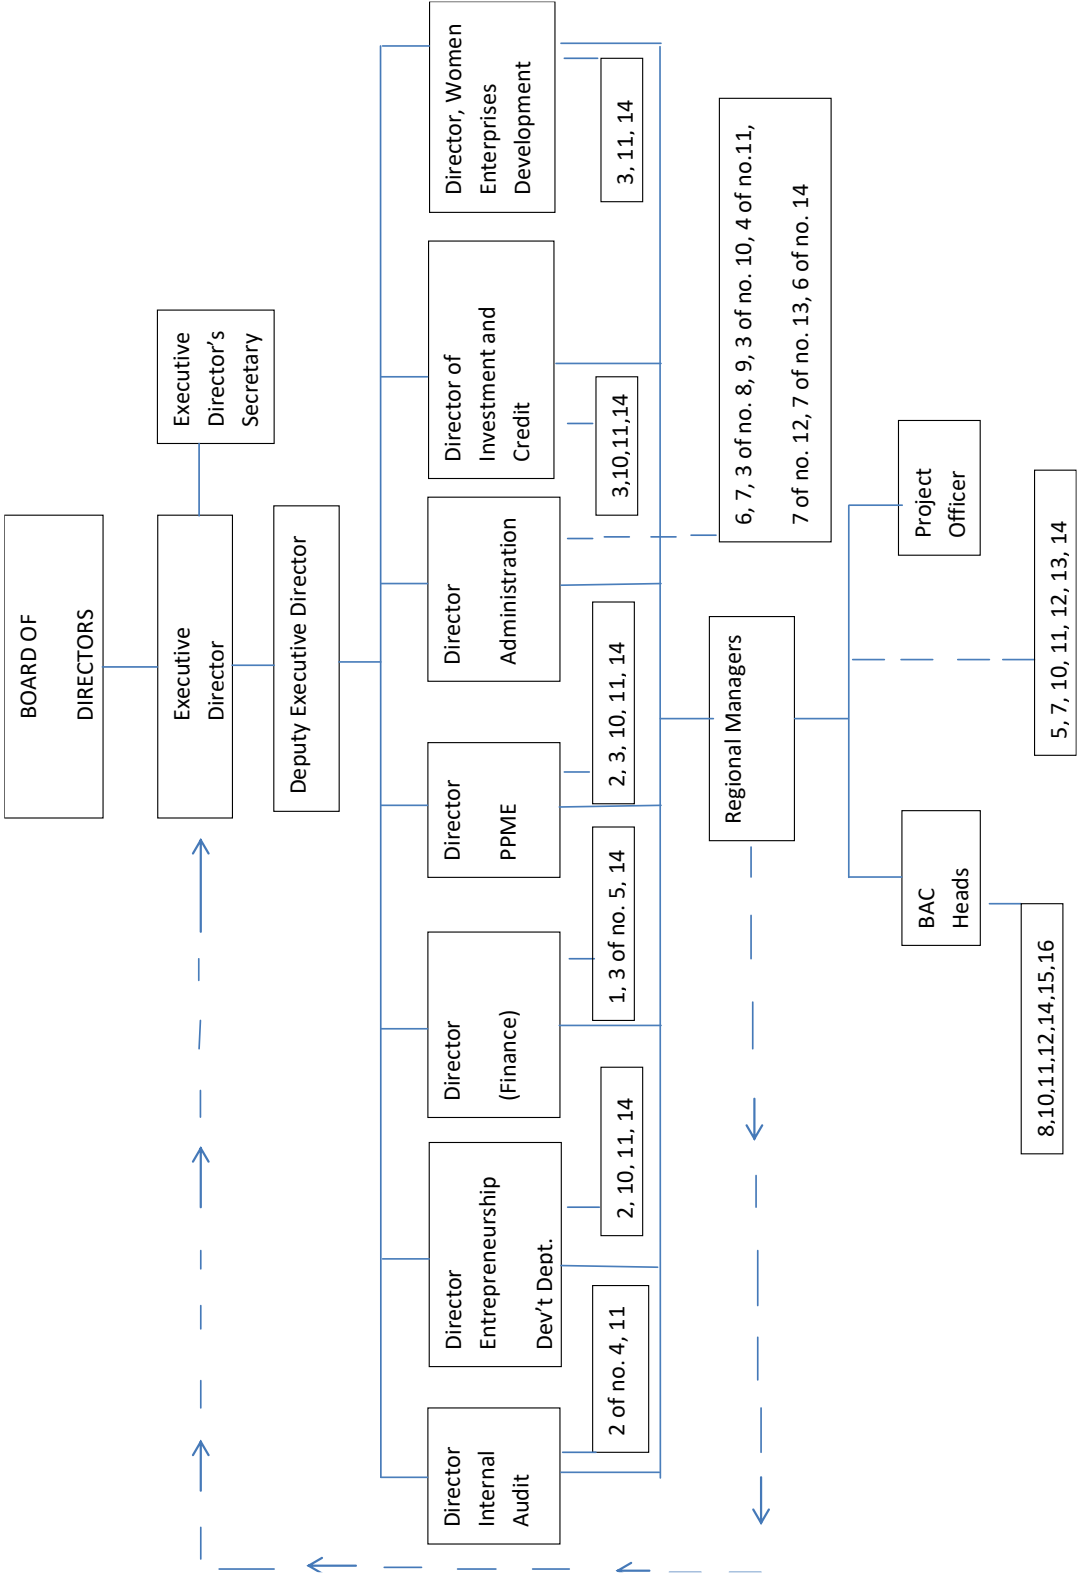 BOARD OF
DIRECTORS
Executive
Director
Executive
Director’s
Secretary
Deputy Executive Director
Director
Internal
Audit
Director
Entrepreneurship
Dev’t Dept.
Director
(Finance)
Director
PPME
Director
Administration
Director of
Investment and
Credit
Director, Women
Enterprises
Development
2 of no. 4, 11
2, 10, 11, 14
1, 3 of no. 5, 14
2, 3, 10, 11, 14
3,10,11,14
3, 11, 14
6, 7, 3 of no. 8, 9, 3 of no. 10, 4 of no.11,
7 of no. 12, 7 of no. 13, 6 of no. 14
Regional Managers
BAC
Heads
Project
Officer
8,10,11,12,14,15,16
5, 7, 10, 11, 12, 13, 14